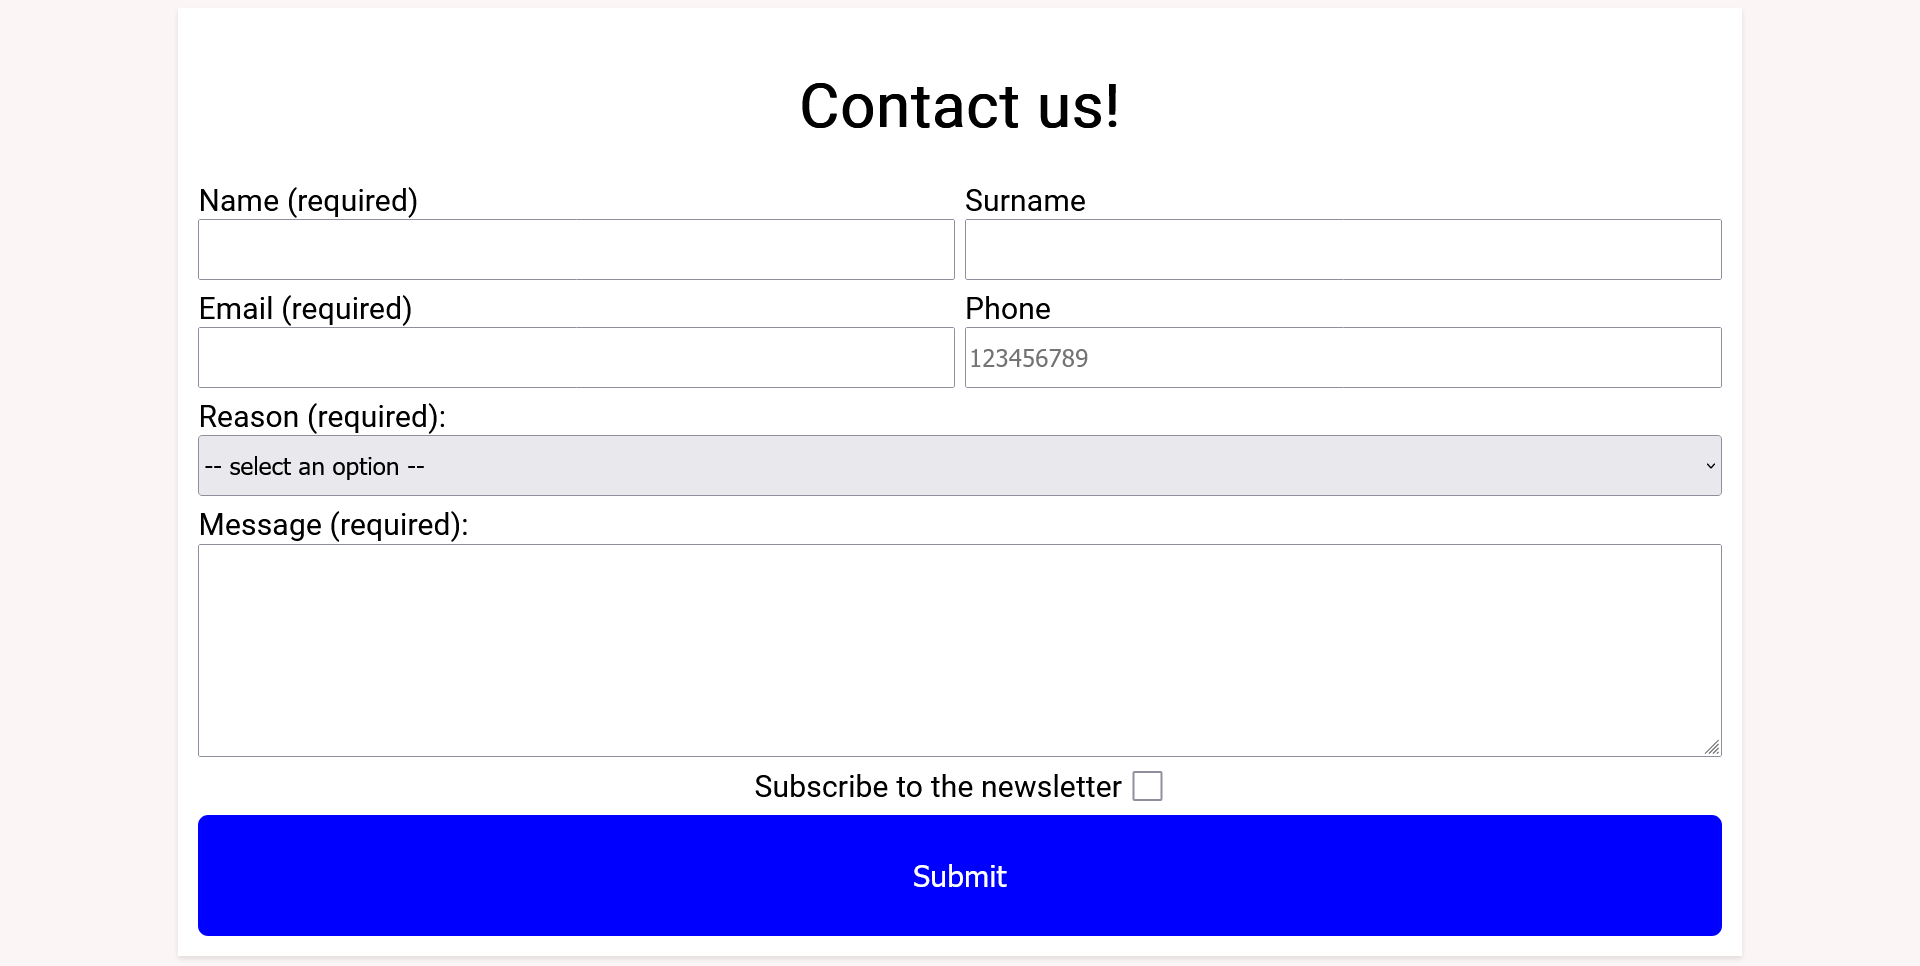 Contact us!
Name (required)
Surname
Email (required)
Phone
123456789
Reason (required):
-- select an option --
Message (required):
Subscribe to the newsletter
Submit